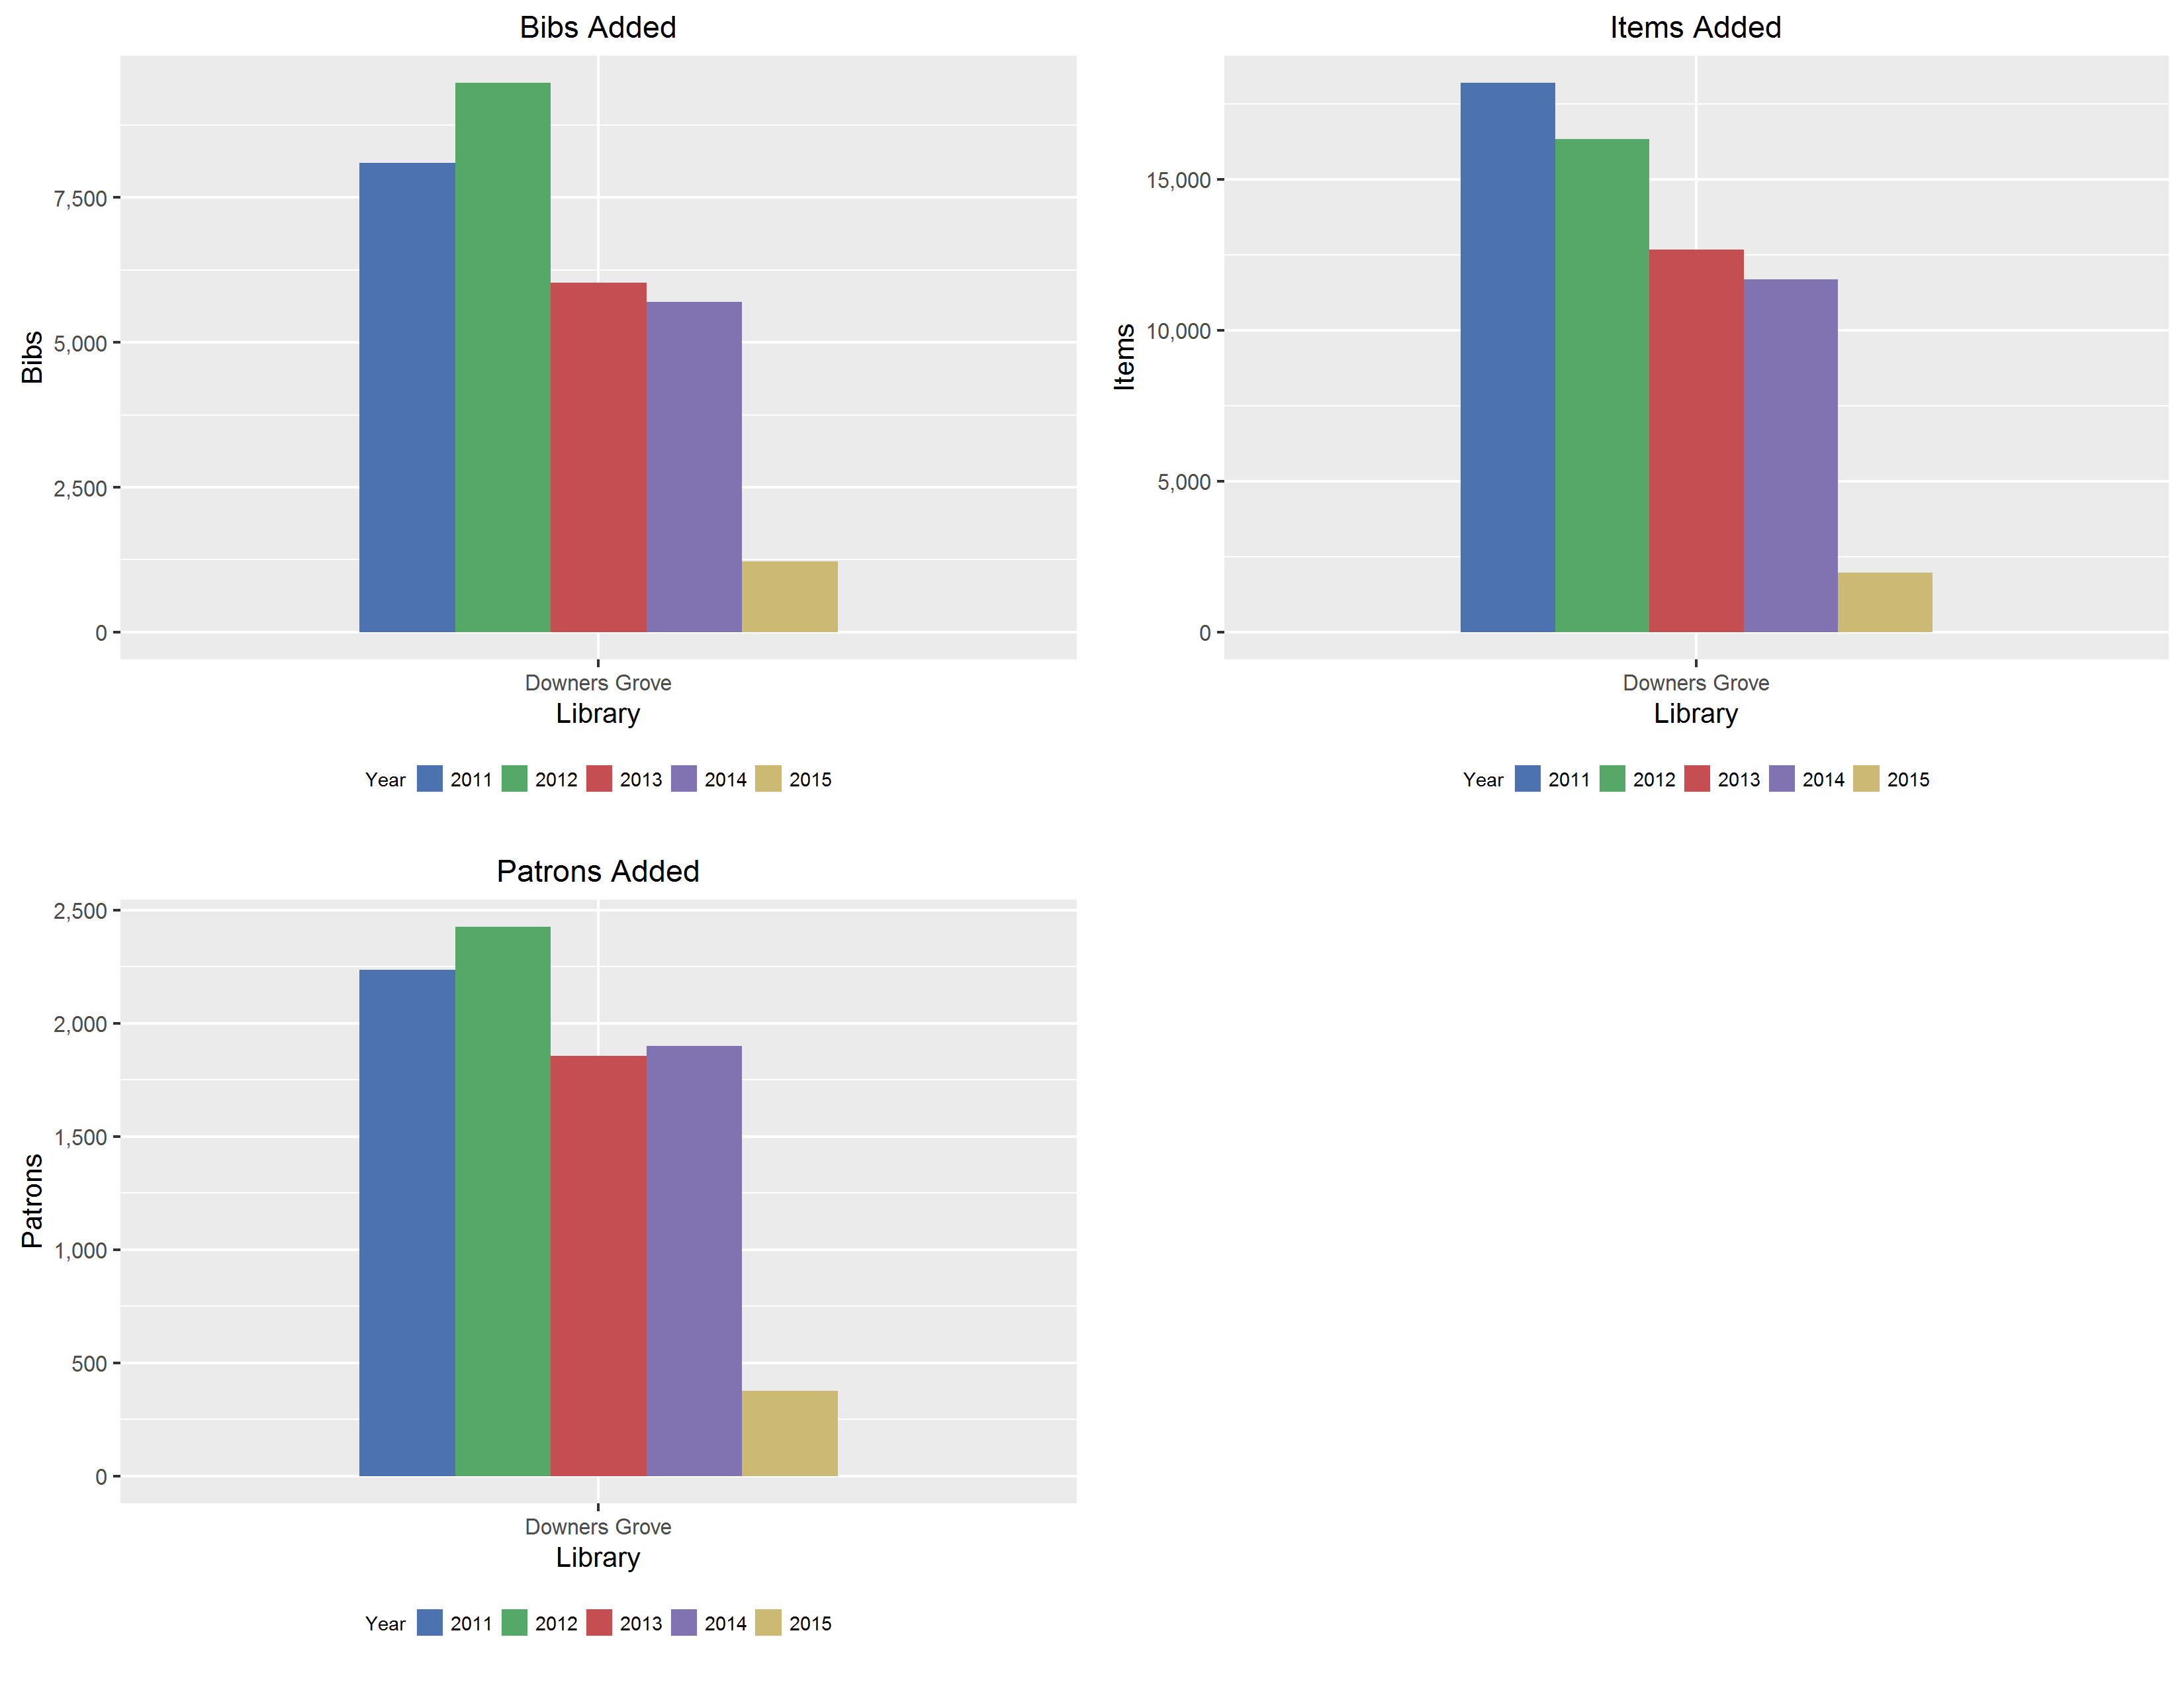 Bibs Added
Bibs
7,500
5,000
2,500
0
Downers Grove
Library
Year 2011 2012 2013 2014 2015
Items Added
Items
15,000
10,000
5,000
0
Downers Grove
Library
Year 2011 2012 2013 2014 2015
Patrons Added
Patrons
2,500
2,000
1,500
1,000
500
0
Downers Grove
Library
Year 2011 2012 2013 2014 2015